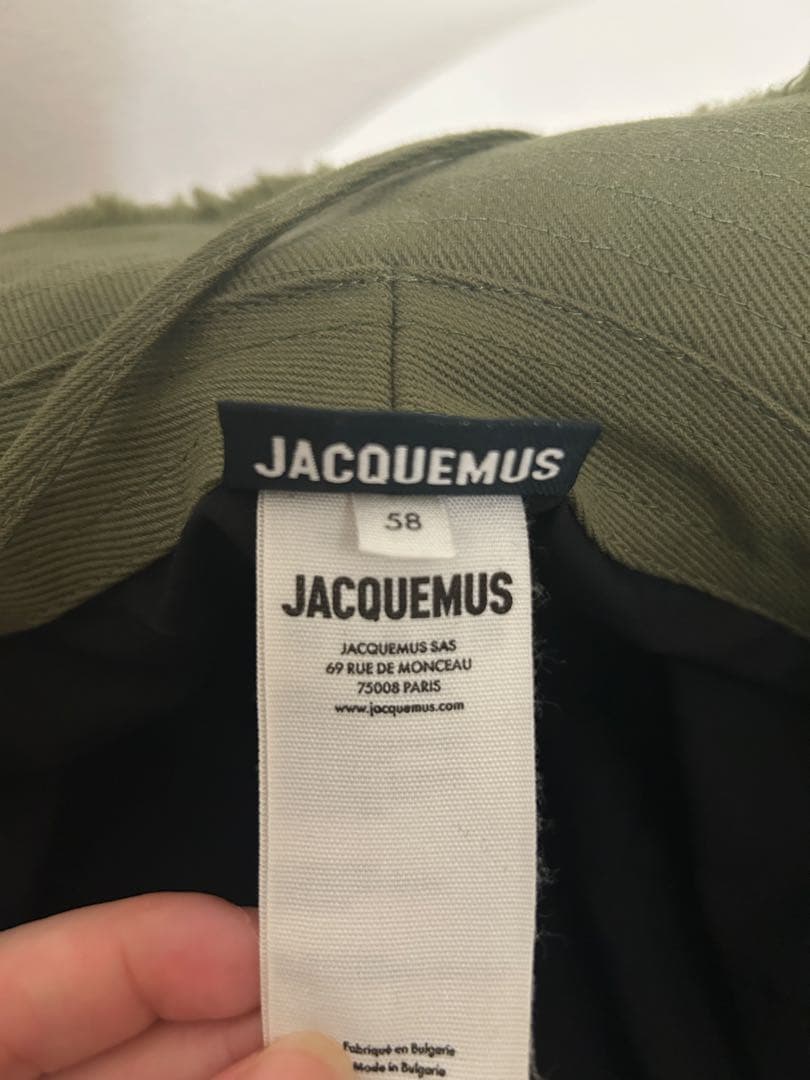 JACQUEMUS
58
JACQUEMUS
JACQUEMUS SAS
69 RUE DE MONCEAU
75008 PARIS
www.jacquemus.com
Fabriqué en Bulgarie
Made in Bulgarie